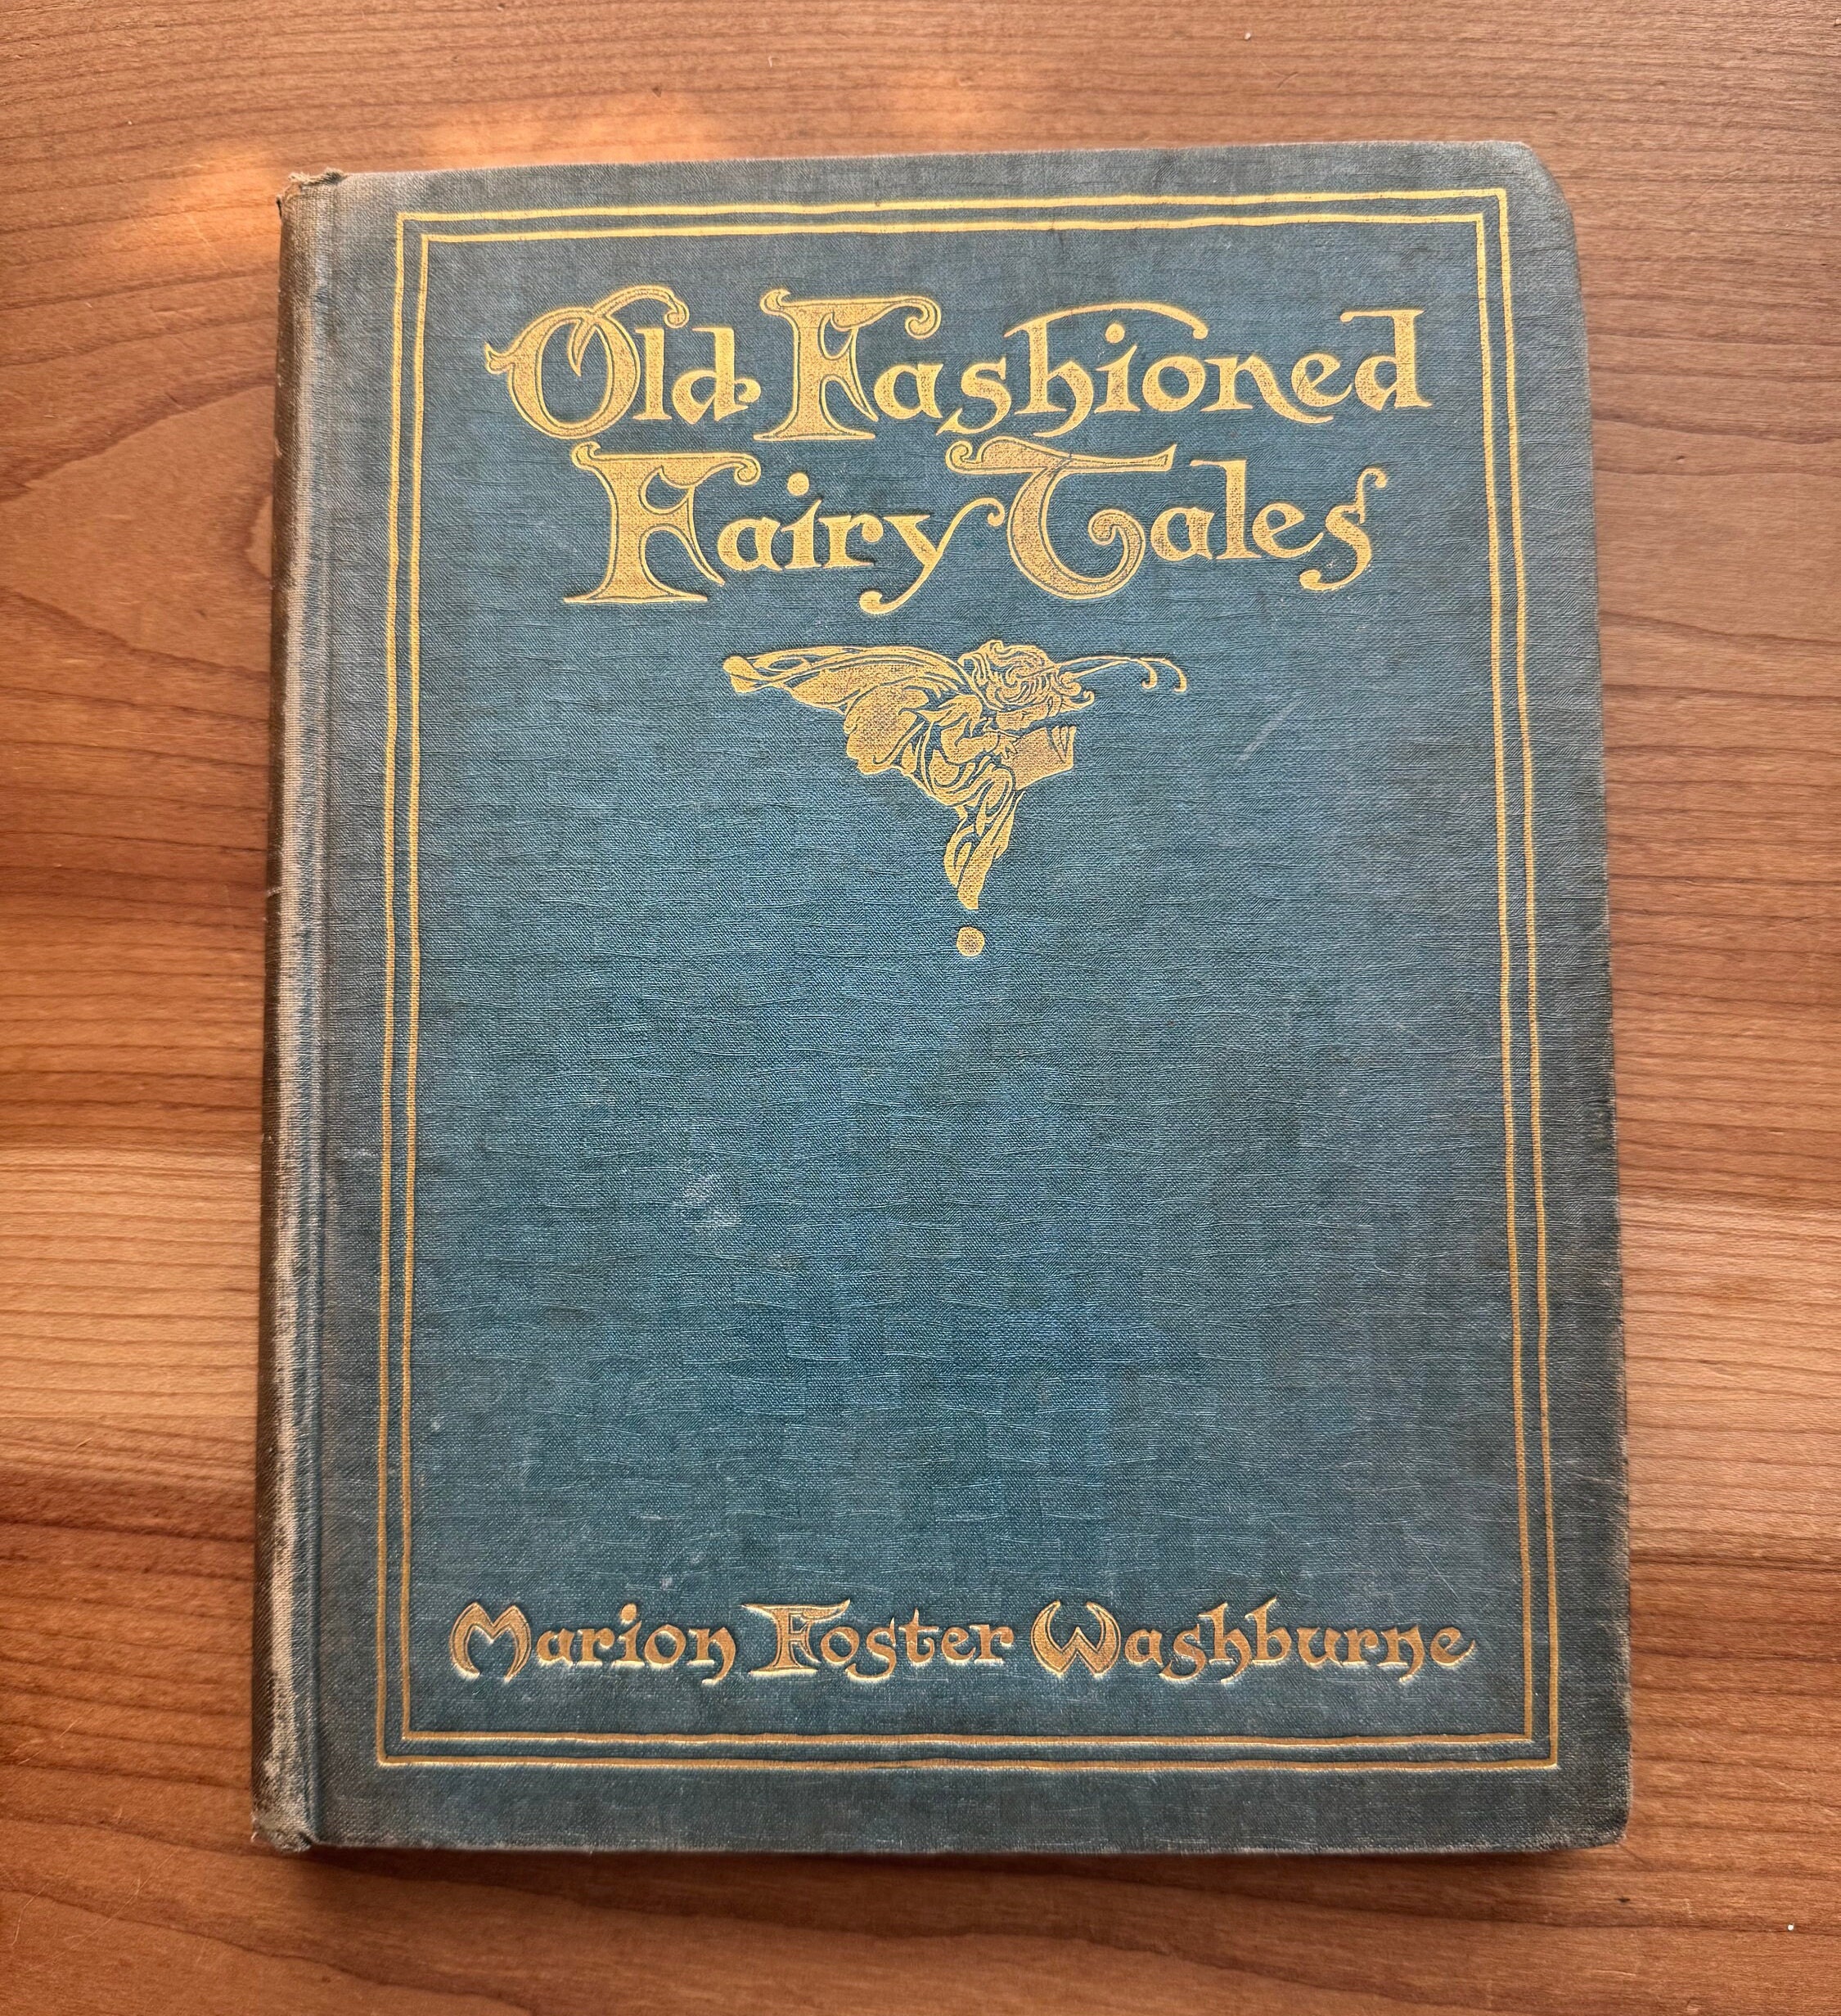 Old Fashioned
Fairy Tales
Marion Foster Washburne